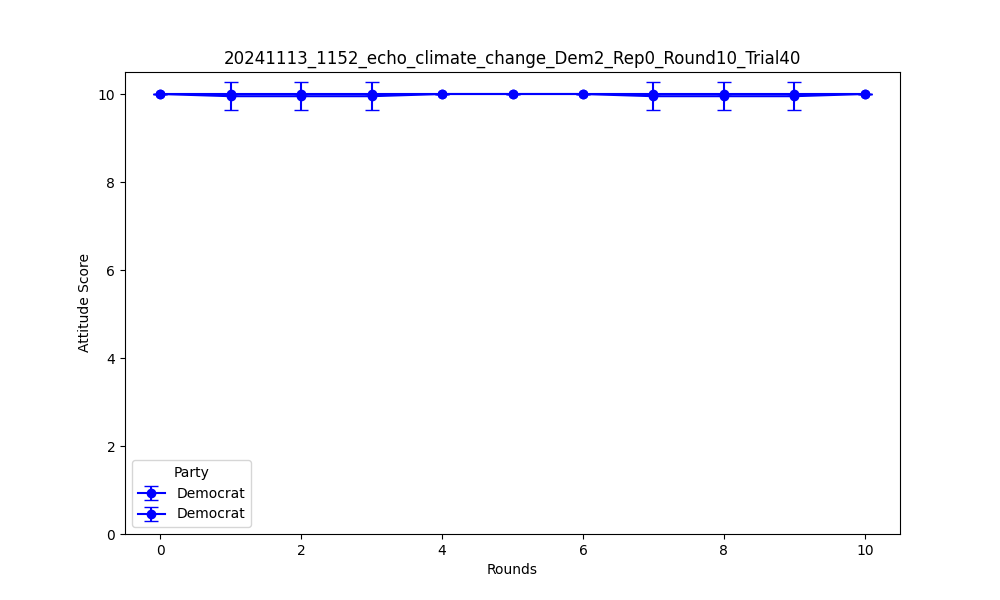 20241113_1152_echo_climate_change_Dem2_Rep0_Round10_Trial40
Attitude Score
10
8
6
4
2
0
Party
Democrat
Democrat
0 2 4 6 8 10
Rounds